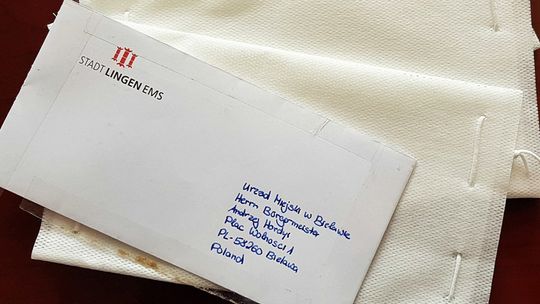 STADT LINGEN EMS
Urząd Miejski w Bielawie
Herrn Bürgermeister
Andrzej Hordyj
Plac Wolności 1
PL-58260 Bielawa
Poland